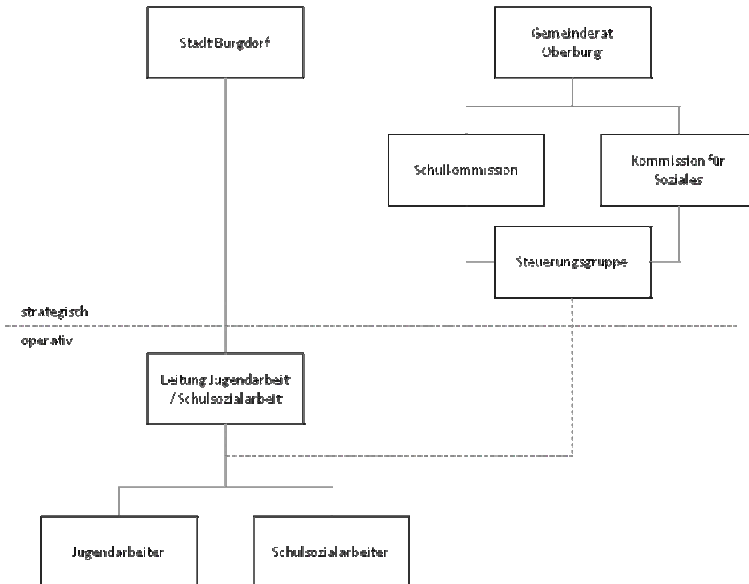 Stadt Burgdorf
Gemeinderat
Oberburg
Schulkommission
Kommission für
Soziales
Steuerungsgruppe
strategisch
operativ
Leitung Jugendarbeit
/ Schulsozialarbeit
Jugendarbeiter
Schulsozialarbeiter